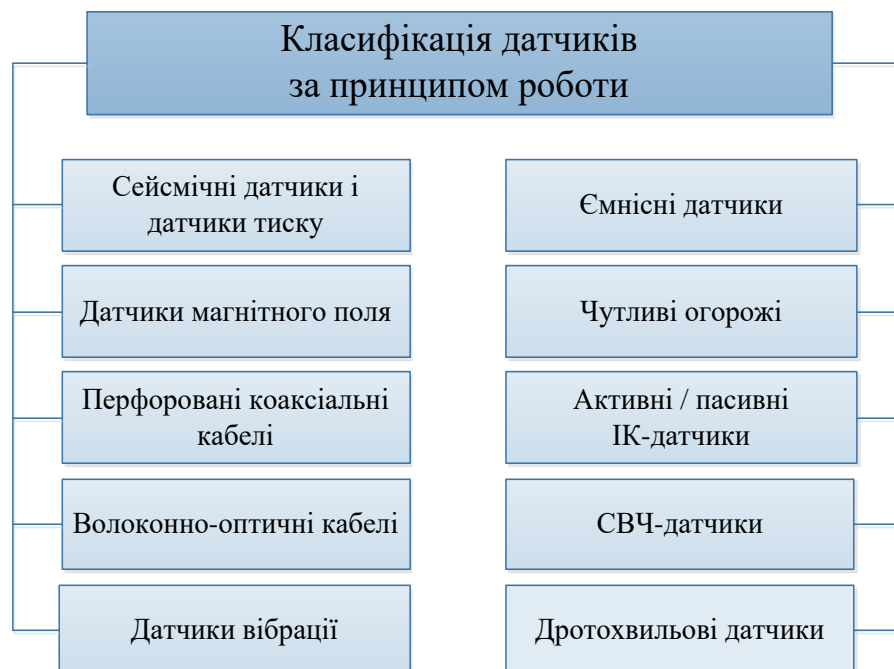 Класифікація датчиків
за принципом роботи
Сейсмічні датчики і
датчики тиску
Датчики магнітного поля
Перфоровані коаксіальні
кабелі
Волоконно-оптичні кабелі
Датчики вібрації
Ємнісні датчики
Чутливі огорожі
Активні / пасивні
ІК-датчики
СВЧ-датчики
Дротохвильові датчики